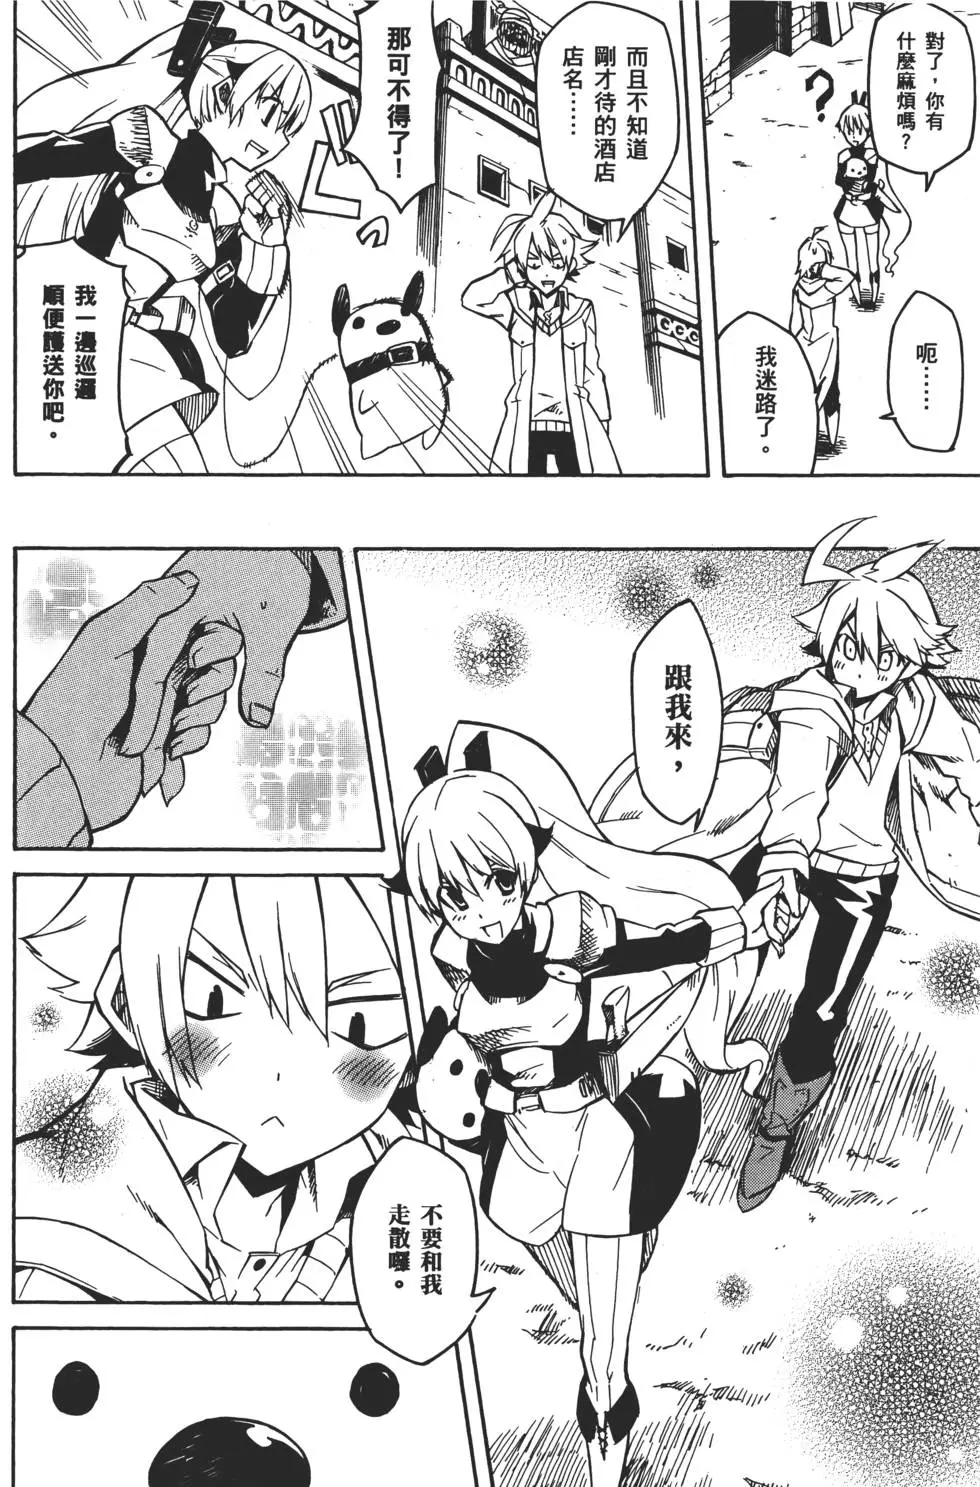 對了，你有
什麼麻煩嗎？
?
呃……
我迷路了。
而且不知道
剛才待的酒店
店名……
那可不得了！
ビ
我一邊巡邏
順便護送你吧。
跟我來，
不要和我
走散囉。